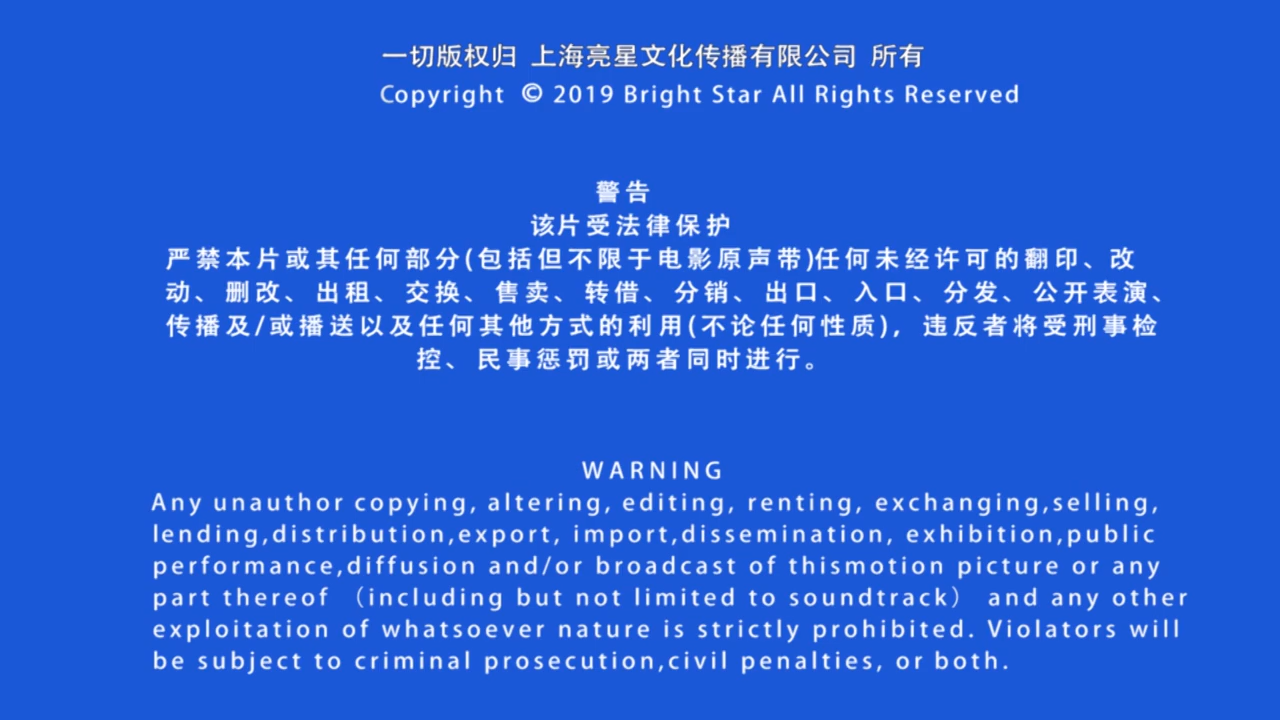 一切版权归 上海亮星文化传播有限公司 所有
Copyright © 2019 Bright Star All Rights Reserved
警告
该片受法律保护
严禁本片或其任何部分(包括但不限于电影原声带)任何未经许可的翻印、改
动、删改、出租、交换、售卖、转借、分销、出口、入口、分发、公开表演、
传播及/或播送以及任何其他方式的利用(不论任何性质)，违反者将受刑事检
控、民事惩罚或两者同时进行。
WARNING
Any unauthor copying, altering, editing, renting, exchanging,selling,
lending,distribution,export, import,dissemination, exhibition,public
performance,diffusion and/or broadcast of thismotion picture or any
part thereof （including but not limited to soundtrack） and any other
exploitation of whatsoever nature is strictly prohibited. Violators will
be subject to criminal prosecution,civil penalties, or both.